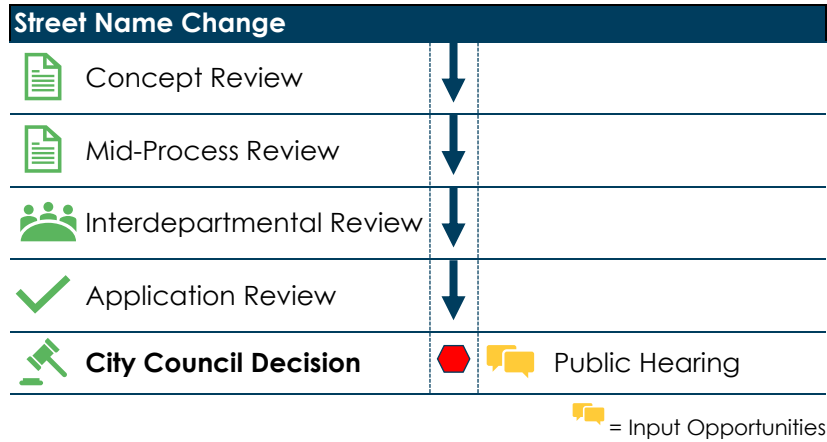 Street Name Change
Concept Review
Mid-Process Review
Interdepartmental Review
Application Review
City Council Decision
Public Hearing
= Input Opportunities